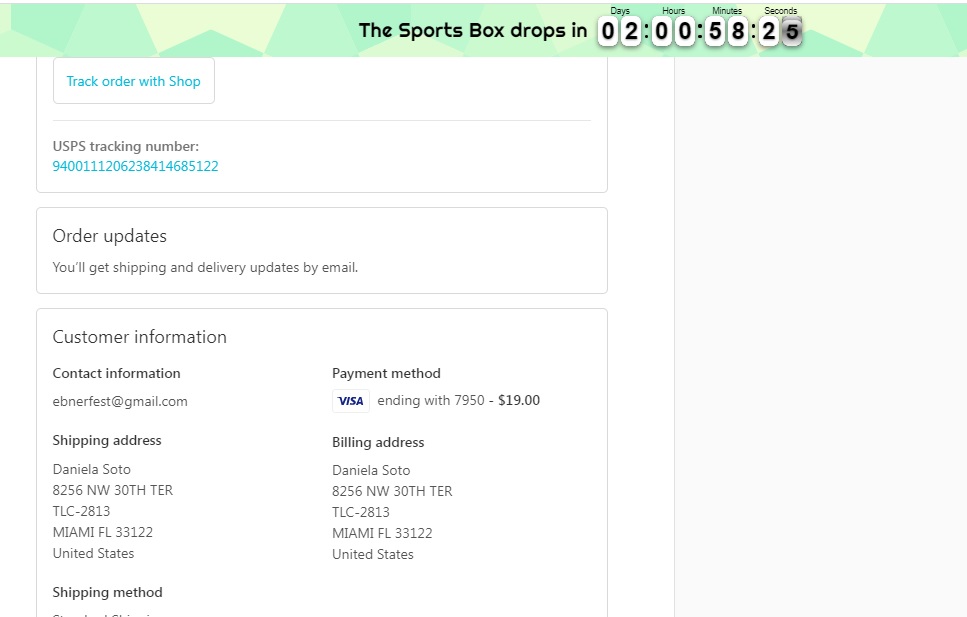 Days Hours Minutes Seconds
The Sports Box drops in 02:00:58:25
Track order with Shop
USPS tracking number:
9400111206238414685122
Order updates
You'll get shipping and delivery updates by email.
Customer information
Contact information
ebnerfest@gmail.com
Payment method
VISA ending with 7950 - $19.00
Shipping address
Daniela Soto
8256 NW 30TH TER
TLC-2813
MIAMI FL 33122
United States
Billing address
Daniela Soto
8256 NW 30TH TER
TLC-2813
MIAMI FL 33122
United States
Shipping method